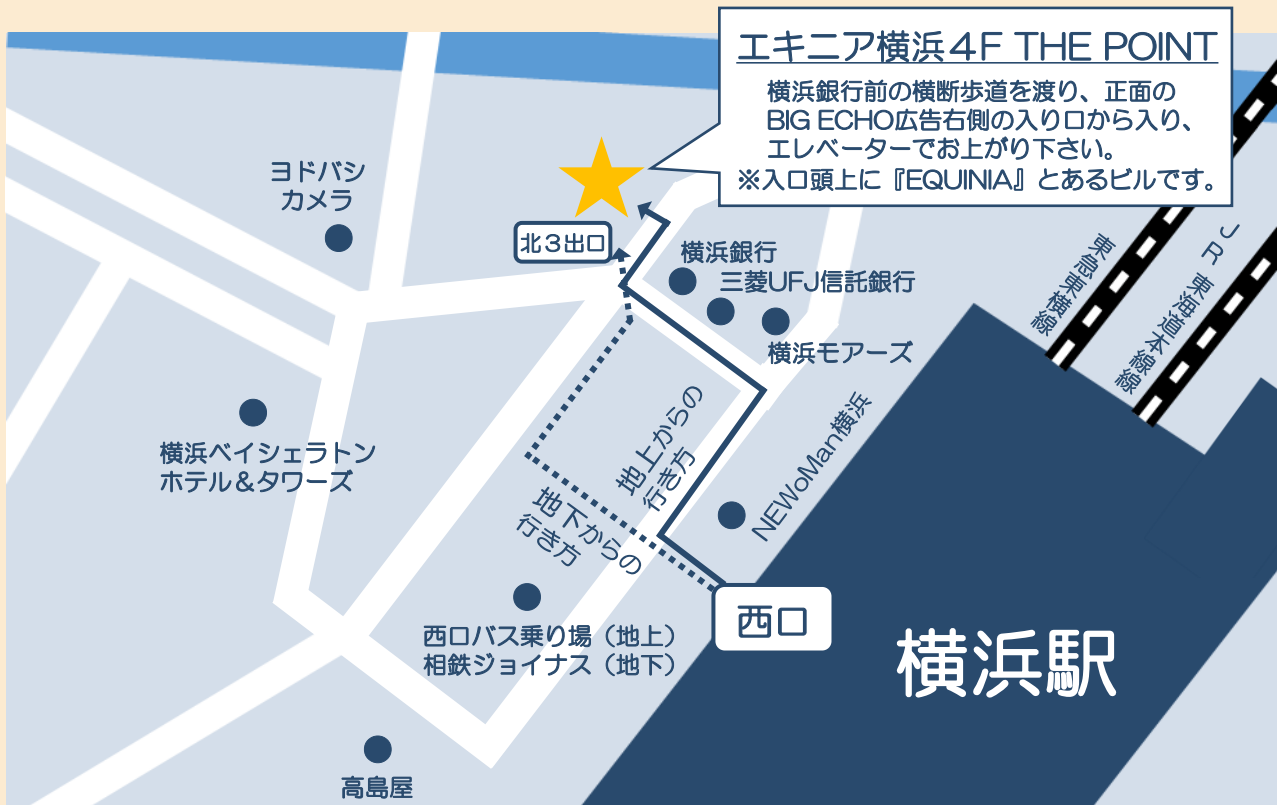 エキニア横浜4F THE POINT
横浜銀行前の横断歩道を渡り、正面の
BIG ECHO広告右側の入り口から入り、
エレベーターでお上がり下さい。
※入口頭上に『EQUINIA』とあるビルです。
ヨドバシ
カメラ
北3出口
横浜銀行
三菱UFJ信託銀行
横浜モアーズ
東急東横線
JR 東海道本線線
横浜ベイシェラトン
ホテル&タワーズ
地上からの
行き方
NEWoMan横浜
地下からの
行き方
西口バス乗り場(地上)
相鉄ジョイナス(地下)
西口
横浜駅
高島屋